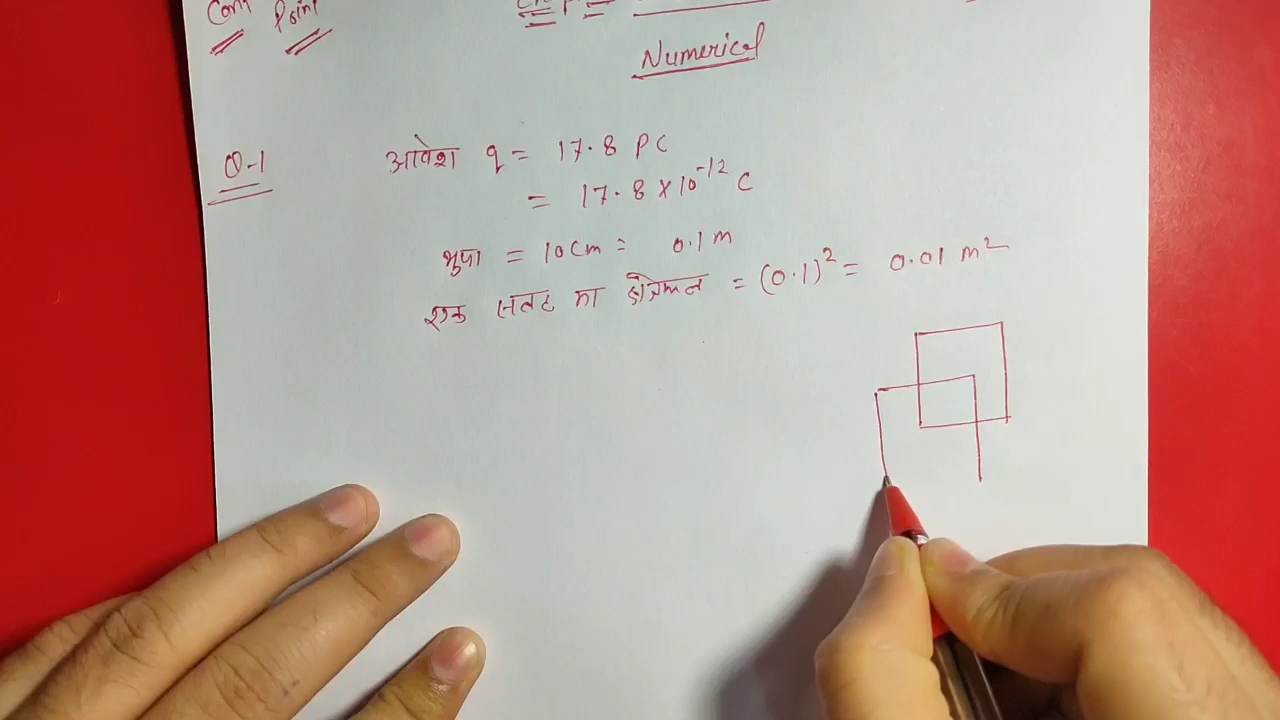 Point
Numerical
Q-1
आवेश q = 17.8 PC
= 17.8 × 10⁻¹² C
भुजा = 10 cm = 0.1 m
एक सतह का क्षेत्रफल = (0.1)² = 0.01 m²